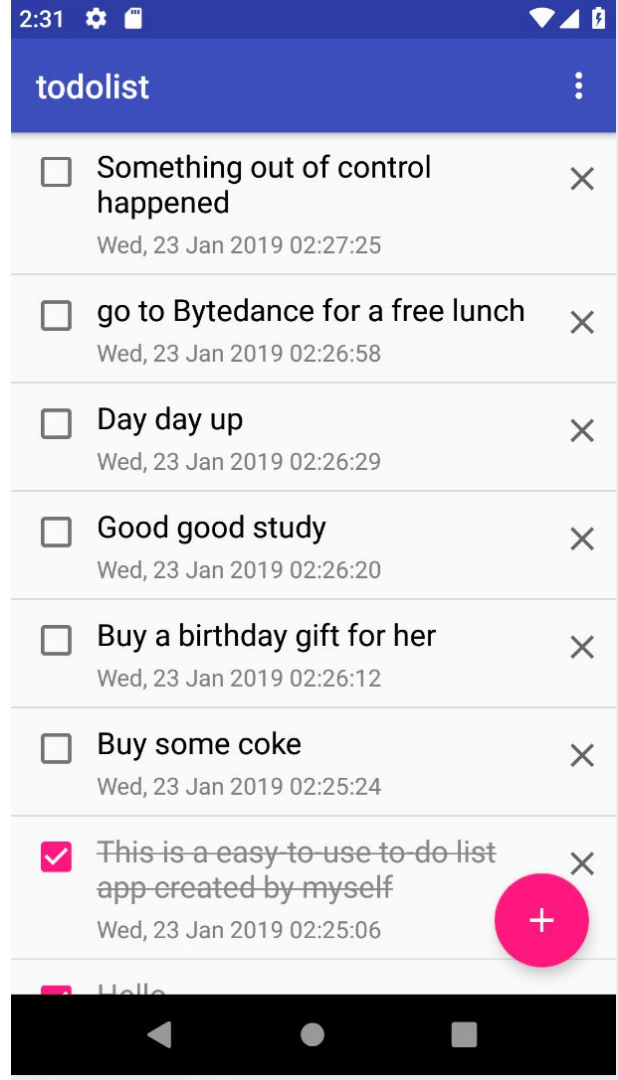 2:31
todolist
Something out of control
happened
Wed, 23 Jan 2019 02:27:25
go to Bytedance for a free lunch
Wed, 23 Jan 2019 02:26:58
Day day up
Wed, 23 Jan 2019 02:26:29
Good good study
Wed, 23 Jan 2019 02:26:20
Buy a birthday gift for her
Wed, 23 Jan 2019 02:26:12
Buy some coke
Wed, 23 Jan 2019 02:25:24
This is a easy-to-use to-do list
app created by myself
Wed, 23 Jan 2019 02:25:06
Hello